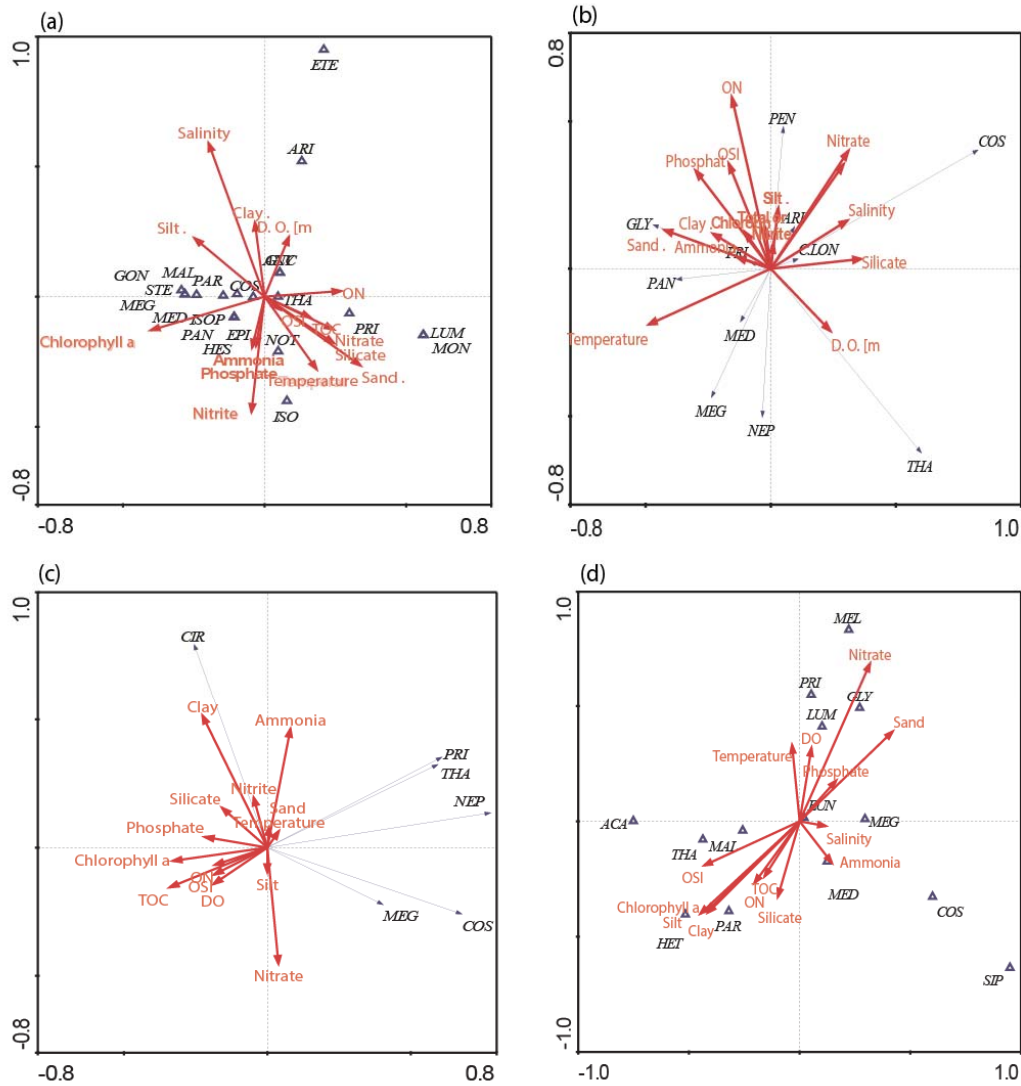 (a)
1.0
ETE
Salinity
ARI
Clay .
D. O. [m
Silt .
GON
MAL
PAR
STE
COS
ON
MEG
THA
MED
ISOP
OSI
TOC
PRI
LUM
Chlorophyll a
PAN
EPI
NOT
Nitrate
MON
HES
Silicate
Ammonia
Sand .
Phosphate
Temperature
Nitrite
ISO
-0.8
-0.8
0.8
(b)
0.8
ON
PEN
Nitrate
COS
OSI
Phosphat
Silt .
ARI
GLY
Clay .
Salinity
Sand .
Ammon
PRI
C.LON
Silicate
PAN
MED
Temperature
D. O. [m
MEG
NEP
THA
-0.8
-0.8
1.0
(c)
1.0
CIR
Clay
Ammonia
PRI
THA
Nitrite
NEP
Silicate
Sand
Temperature
Phosphate
Chlorophyll a
ON
Silt
TOC
OSI
DO
MEG
COS
Nitrate
-0.8
-0.8
0.8
(d)
1.0
MEL
Nitrate
PRI
GLY
LUM
Sand
DO
Temperature
Phosphate
EUN
ACA
MEG
Salinity
THA
MAL
OSI
Ammonia
TOC
MED
Chlorophyll a
ON
COS
Silt
PAR
Silicate
Clay
HET
SIP
-1.0
-1.0
1.0